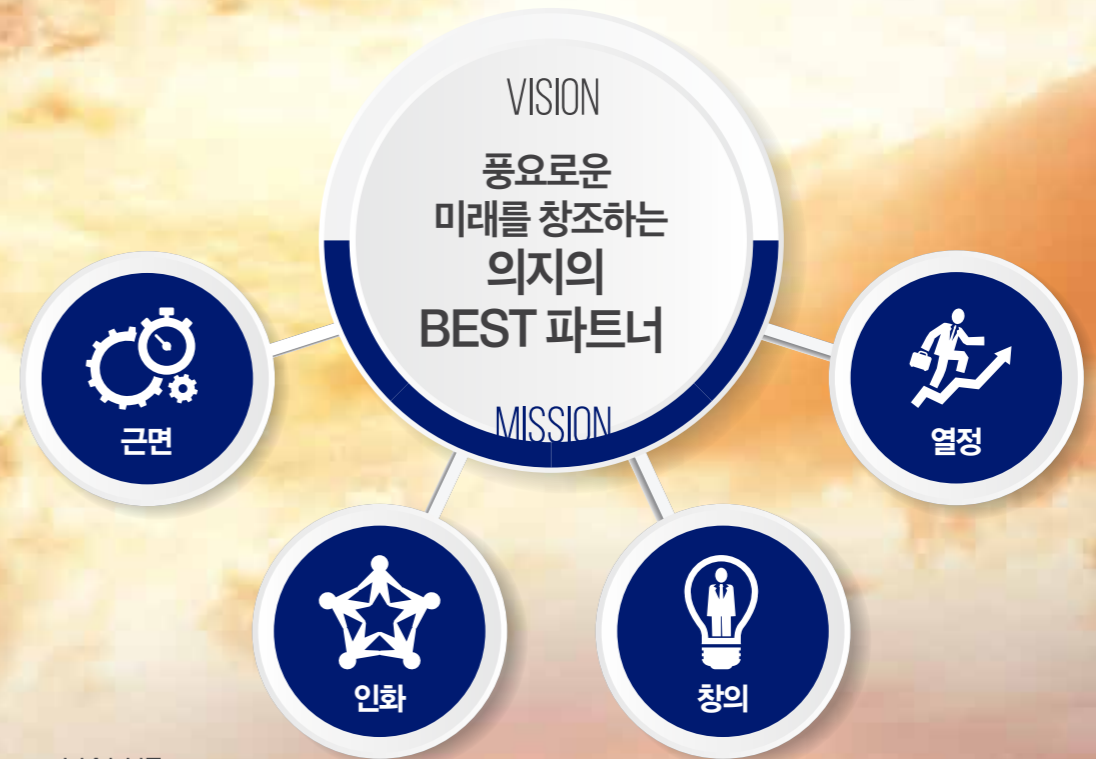 VISION
풍요로운
미래를 창조하는
의지의
BEST 파트너
MISSION
근면
인화
창의
열정